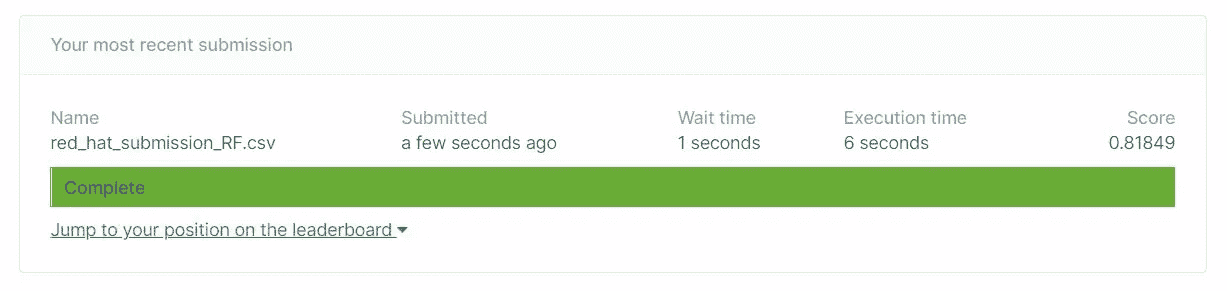 Your most recent submission
Name Submitted Wait time Execution time Score
red_hat_submission_RF.csv a few seconds ago 1 seconds 6 seconds 0.81849
Complete
Jump to your position on the leaderboard